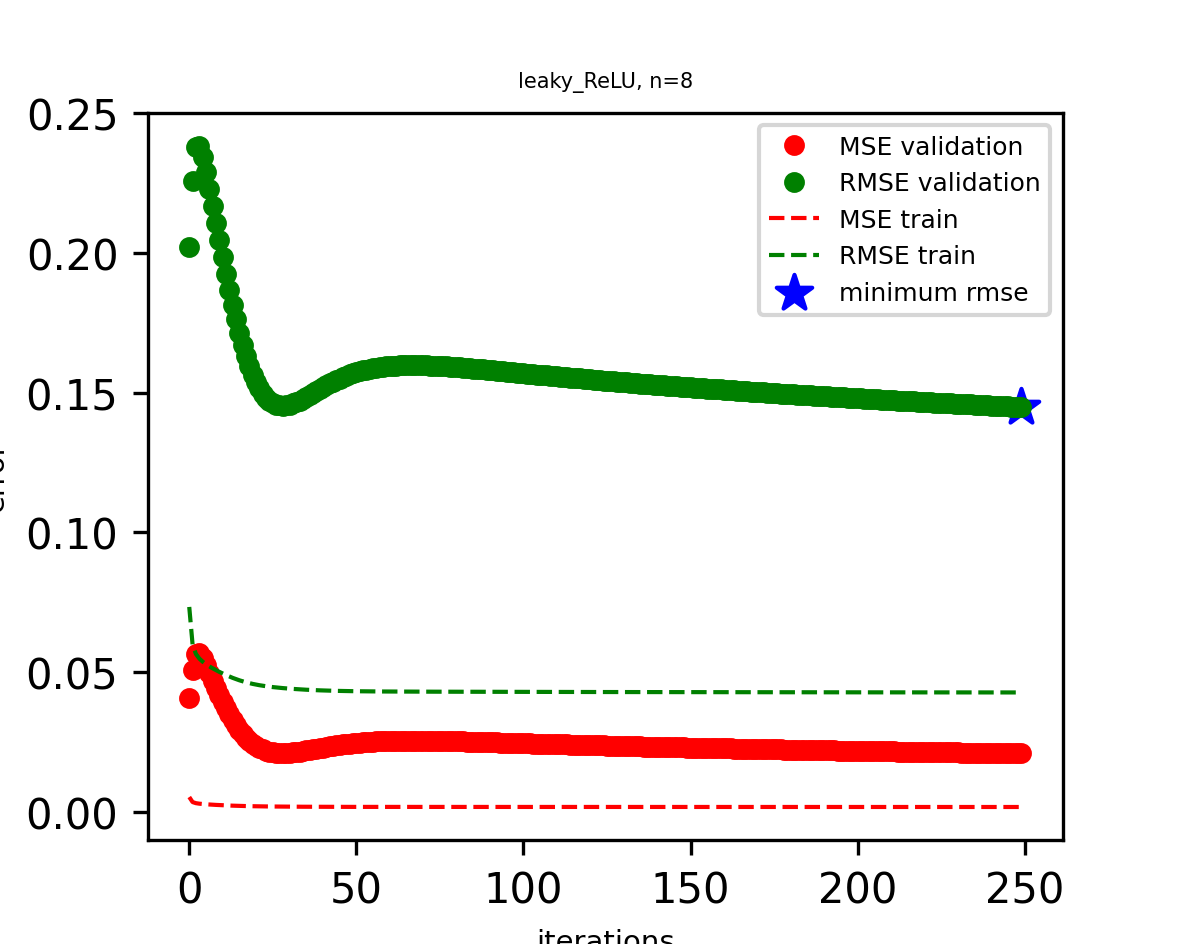 leaky_ReLU, n=8
0.25
0.20
0.15
0.10
0.05
0.00
MSE validation
RMSE validation
MSE train
RMSE train
minimum rmse
0 50 100 150 200 250
iterations